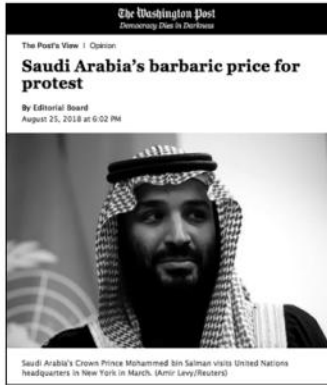 The Washington Post
Democracy Dies in Darkness
The Post's View | Opinion
Saudi Arabia's barbaric price for
protest
By Editorial Board
August 25, 2018 at 6:02 PM
Saudi Arabia's Crown Prince Mohammed bin Salman visits United Nations
headquarters in New York in March. (Amir Levy/Reuters)